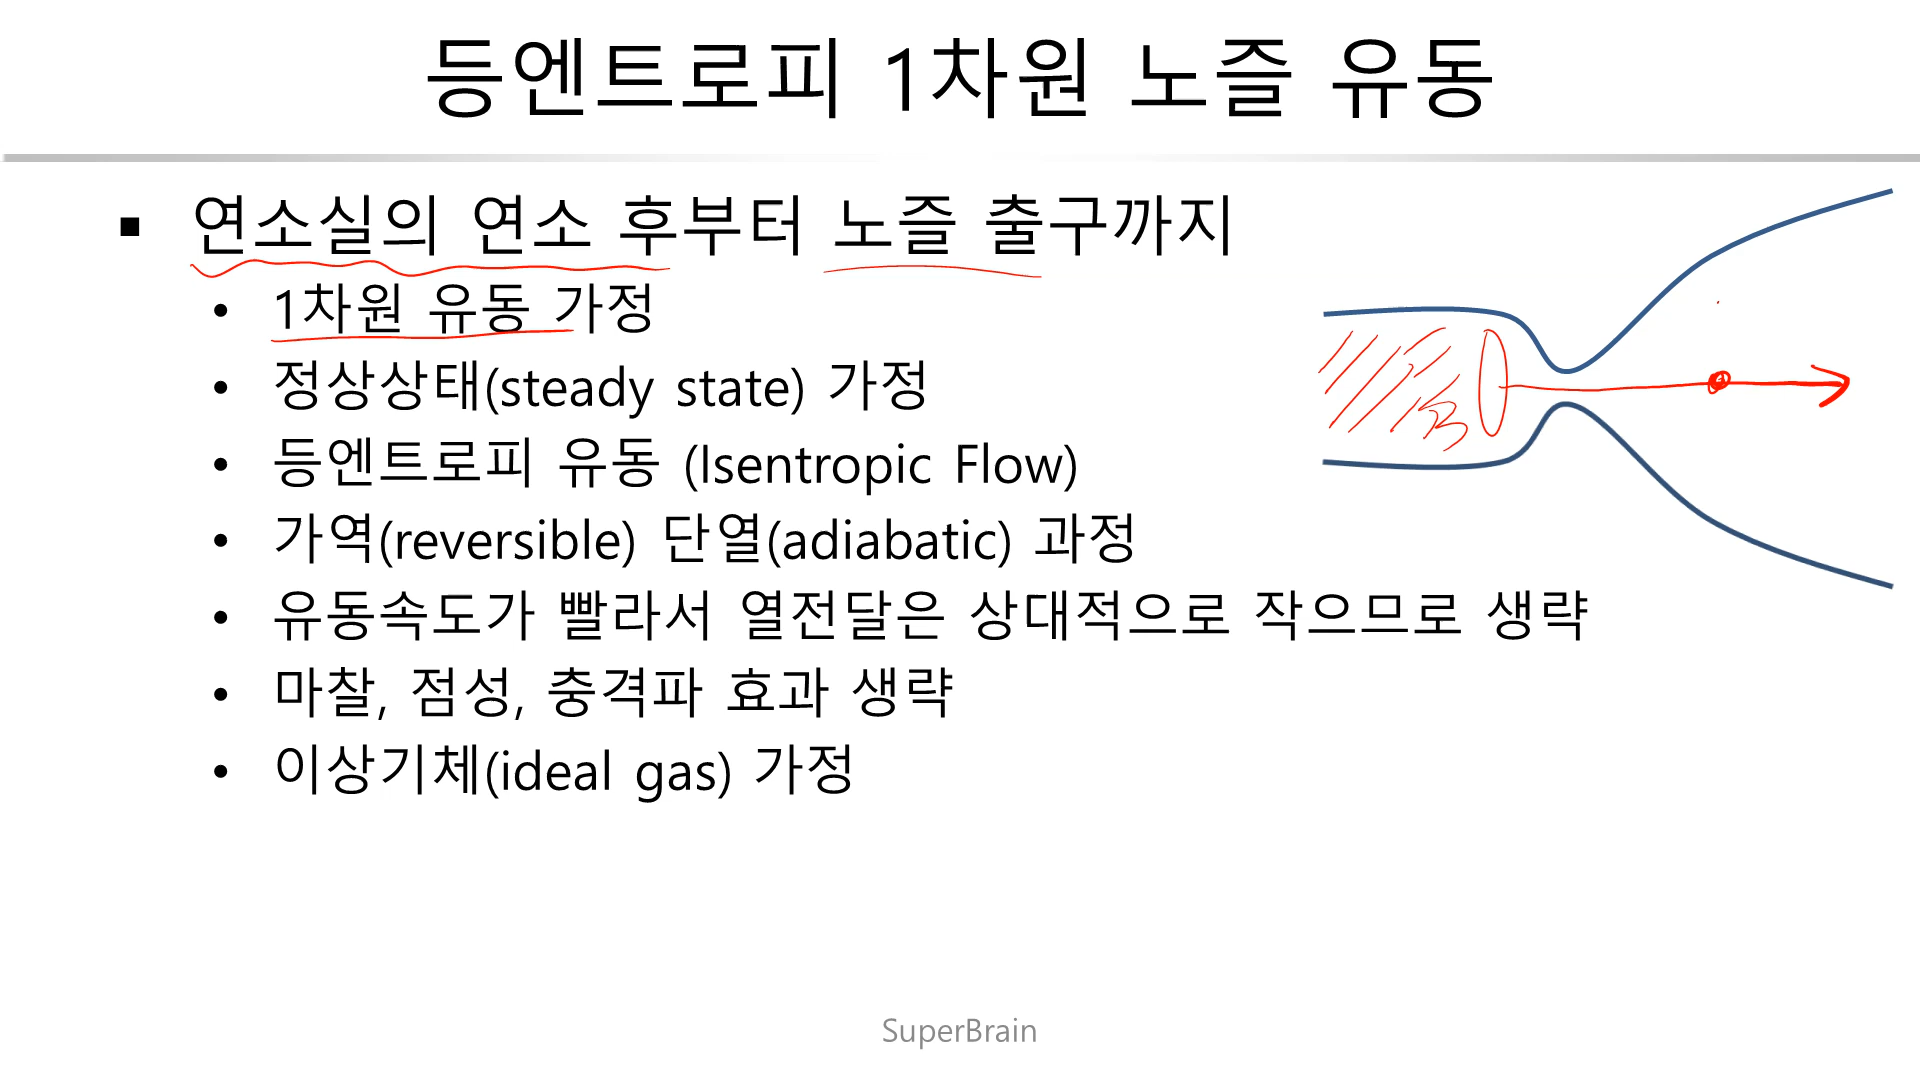 등엔트로피 1차원 노즐 유동
▪ 연소실의 연소 후부터 노즐 출구까지
• 1차원 유동 가정
• 정상상태(steady state) 가정
• 등엔트로피 유동 (Isentropic Flow)
• 가역(reversible) 단열(adiabatic) 과정
• 유동속도가 빨라서 열전달은 상대적으로 작으므로 생략
• 마찰, 점성, 충격파 효과 생략
• 이상기체(ideal gas) 가정
SuperBrain